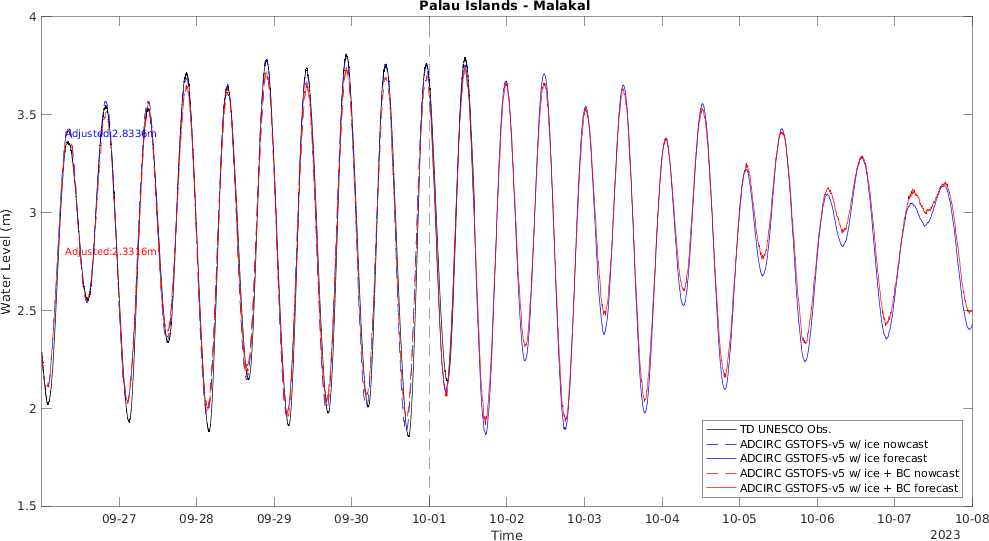 Palau Islands - Malakal
4
3.5
3
2.5
2
1.5
Water Level (m)
Adjusted:2.8336m
Adjusted:2.3316m
TD UNESCO Obs.
ADCIRC GSTOFS-v5 w/ ice nowcast
ADCIRC GSTOFS-v5 w/ ice forecast
ADCIRC GSTOFS-v5 w/ ice + BC nowcast
ADCIRC GSTOFS-v5 w/ ice + BC forecast
09-27 09-28 09-29 09-30 10-01 10-02 10-03 10-04 10-05 10-06 10-07 10-08
Time
2023